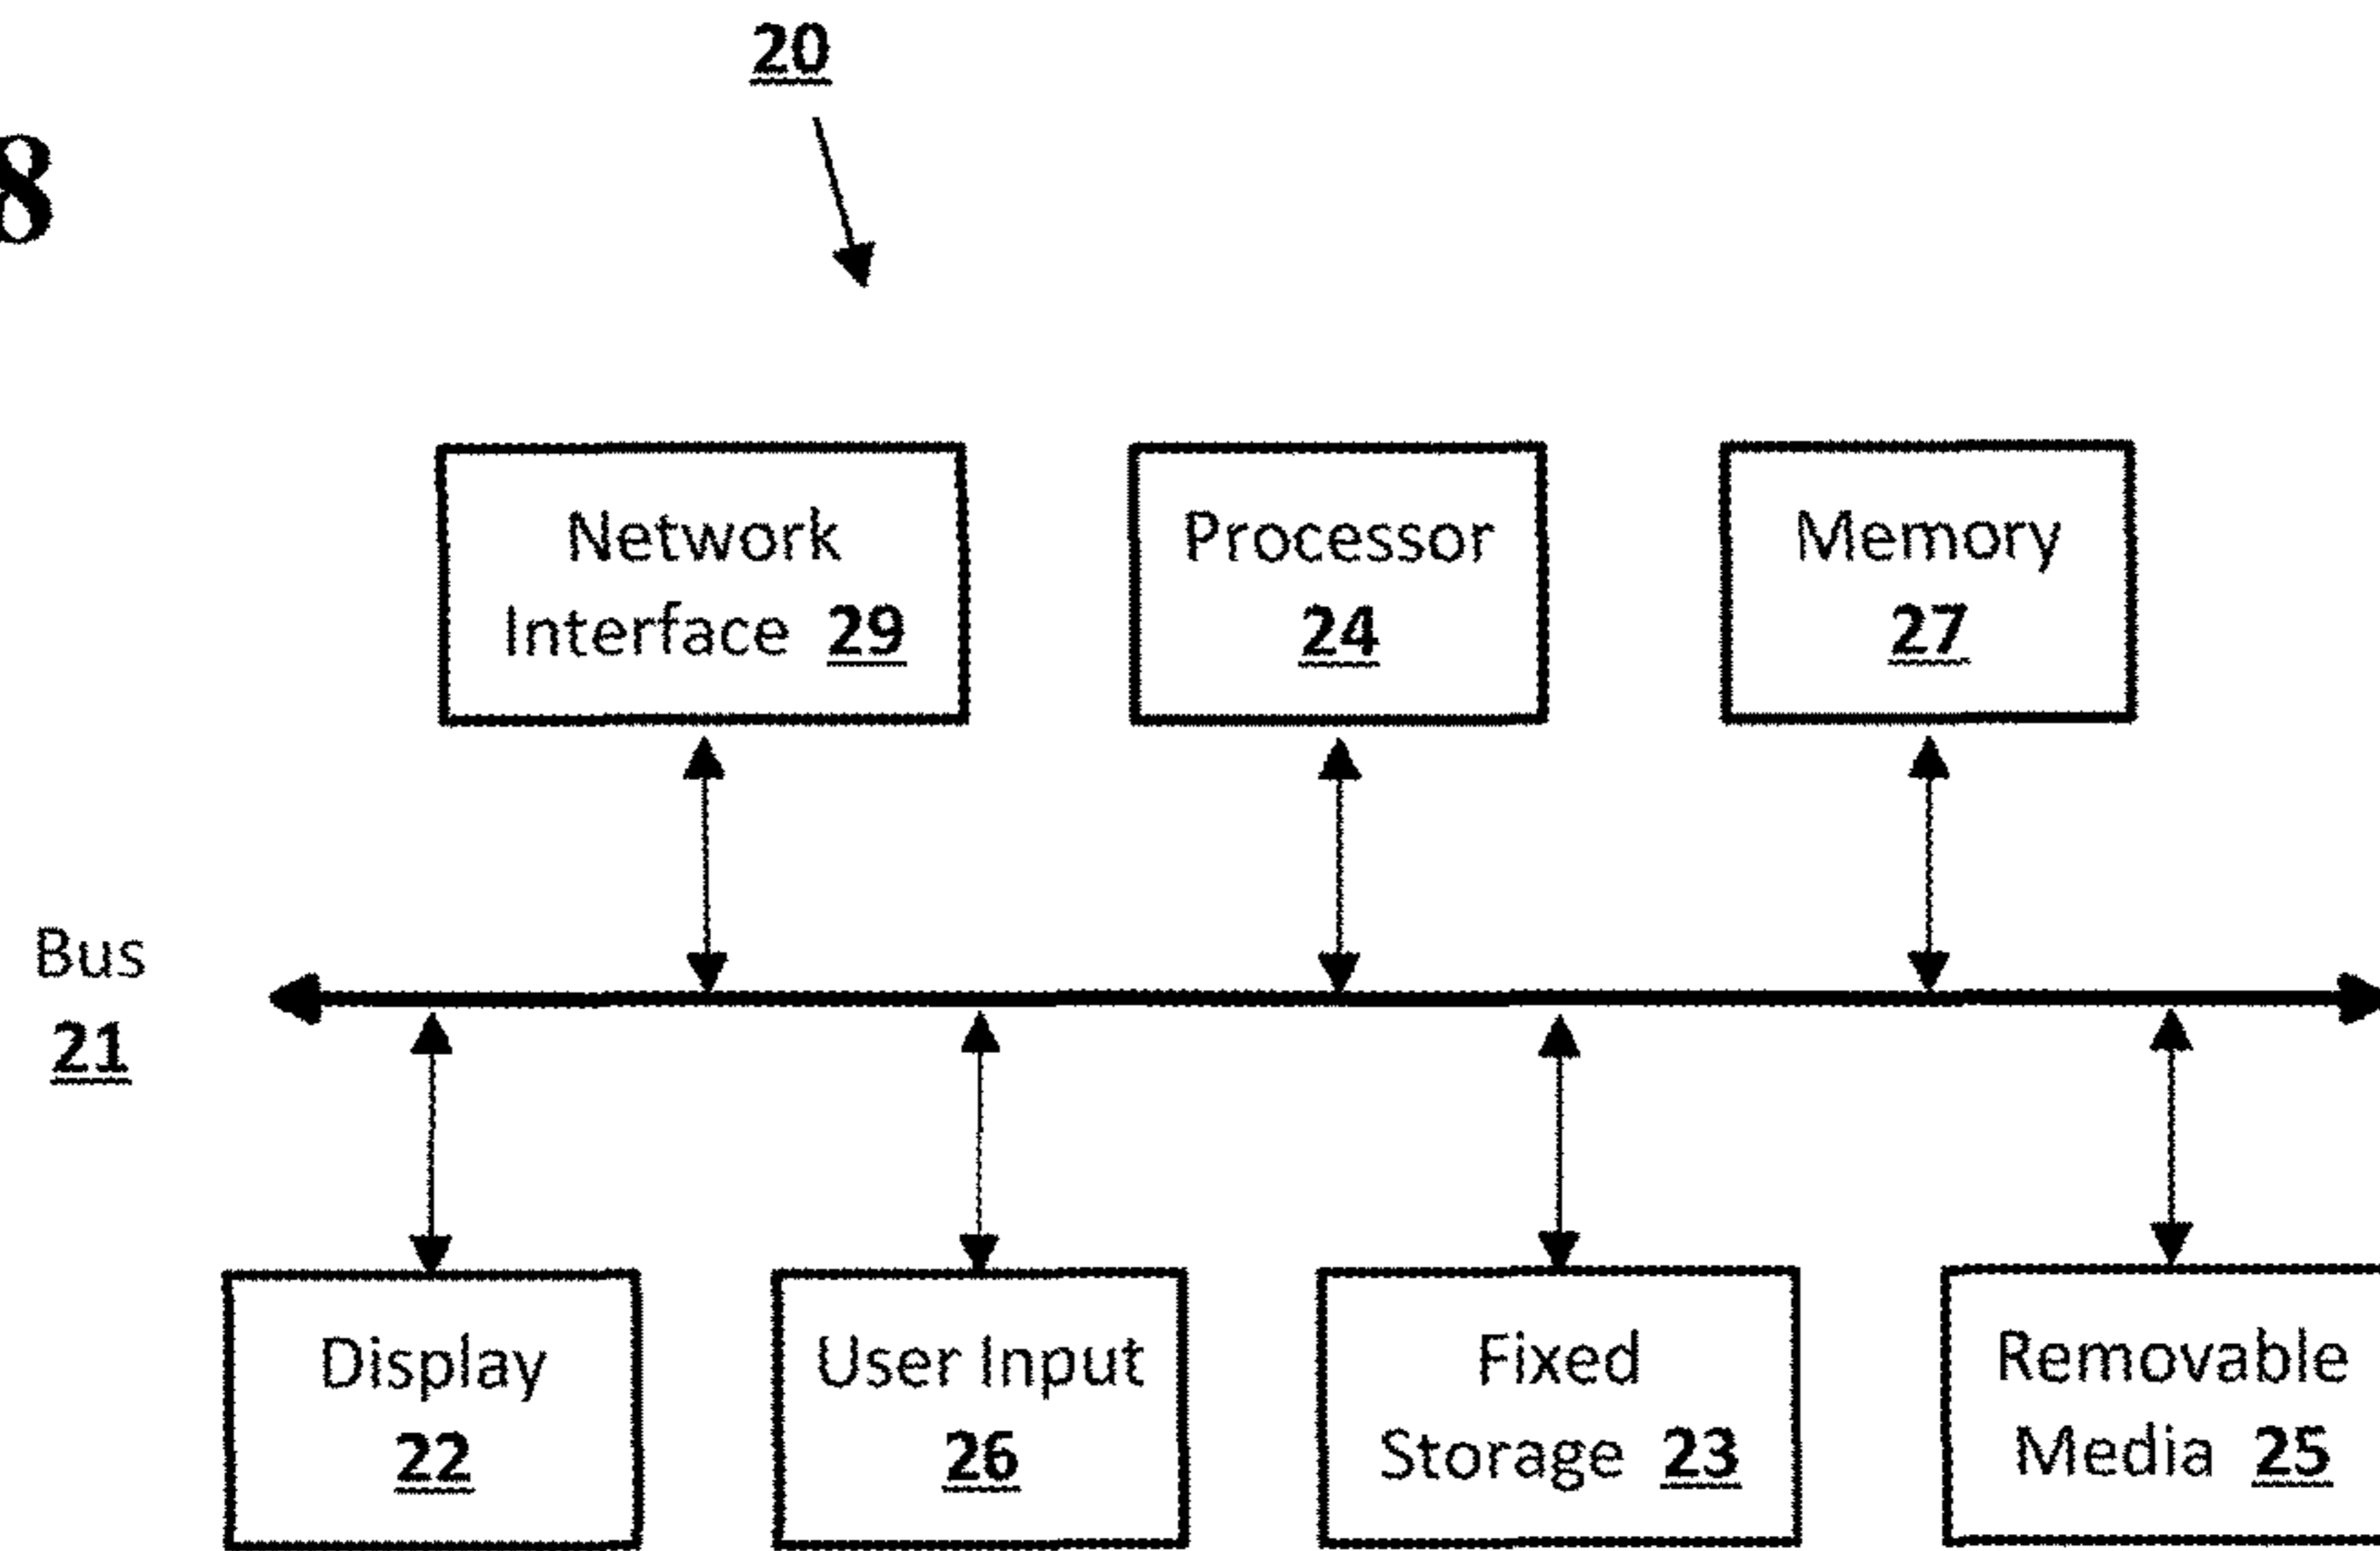 20
8
Network
Interface 29
Processor
24
Memory
27
Bus
21
Display
22
User Input
26
Fixed
Storage 23
Removable
Media 25